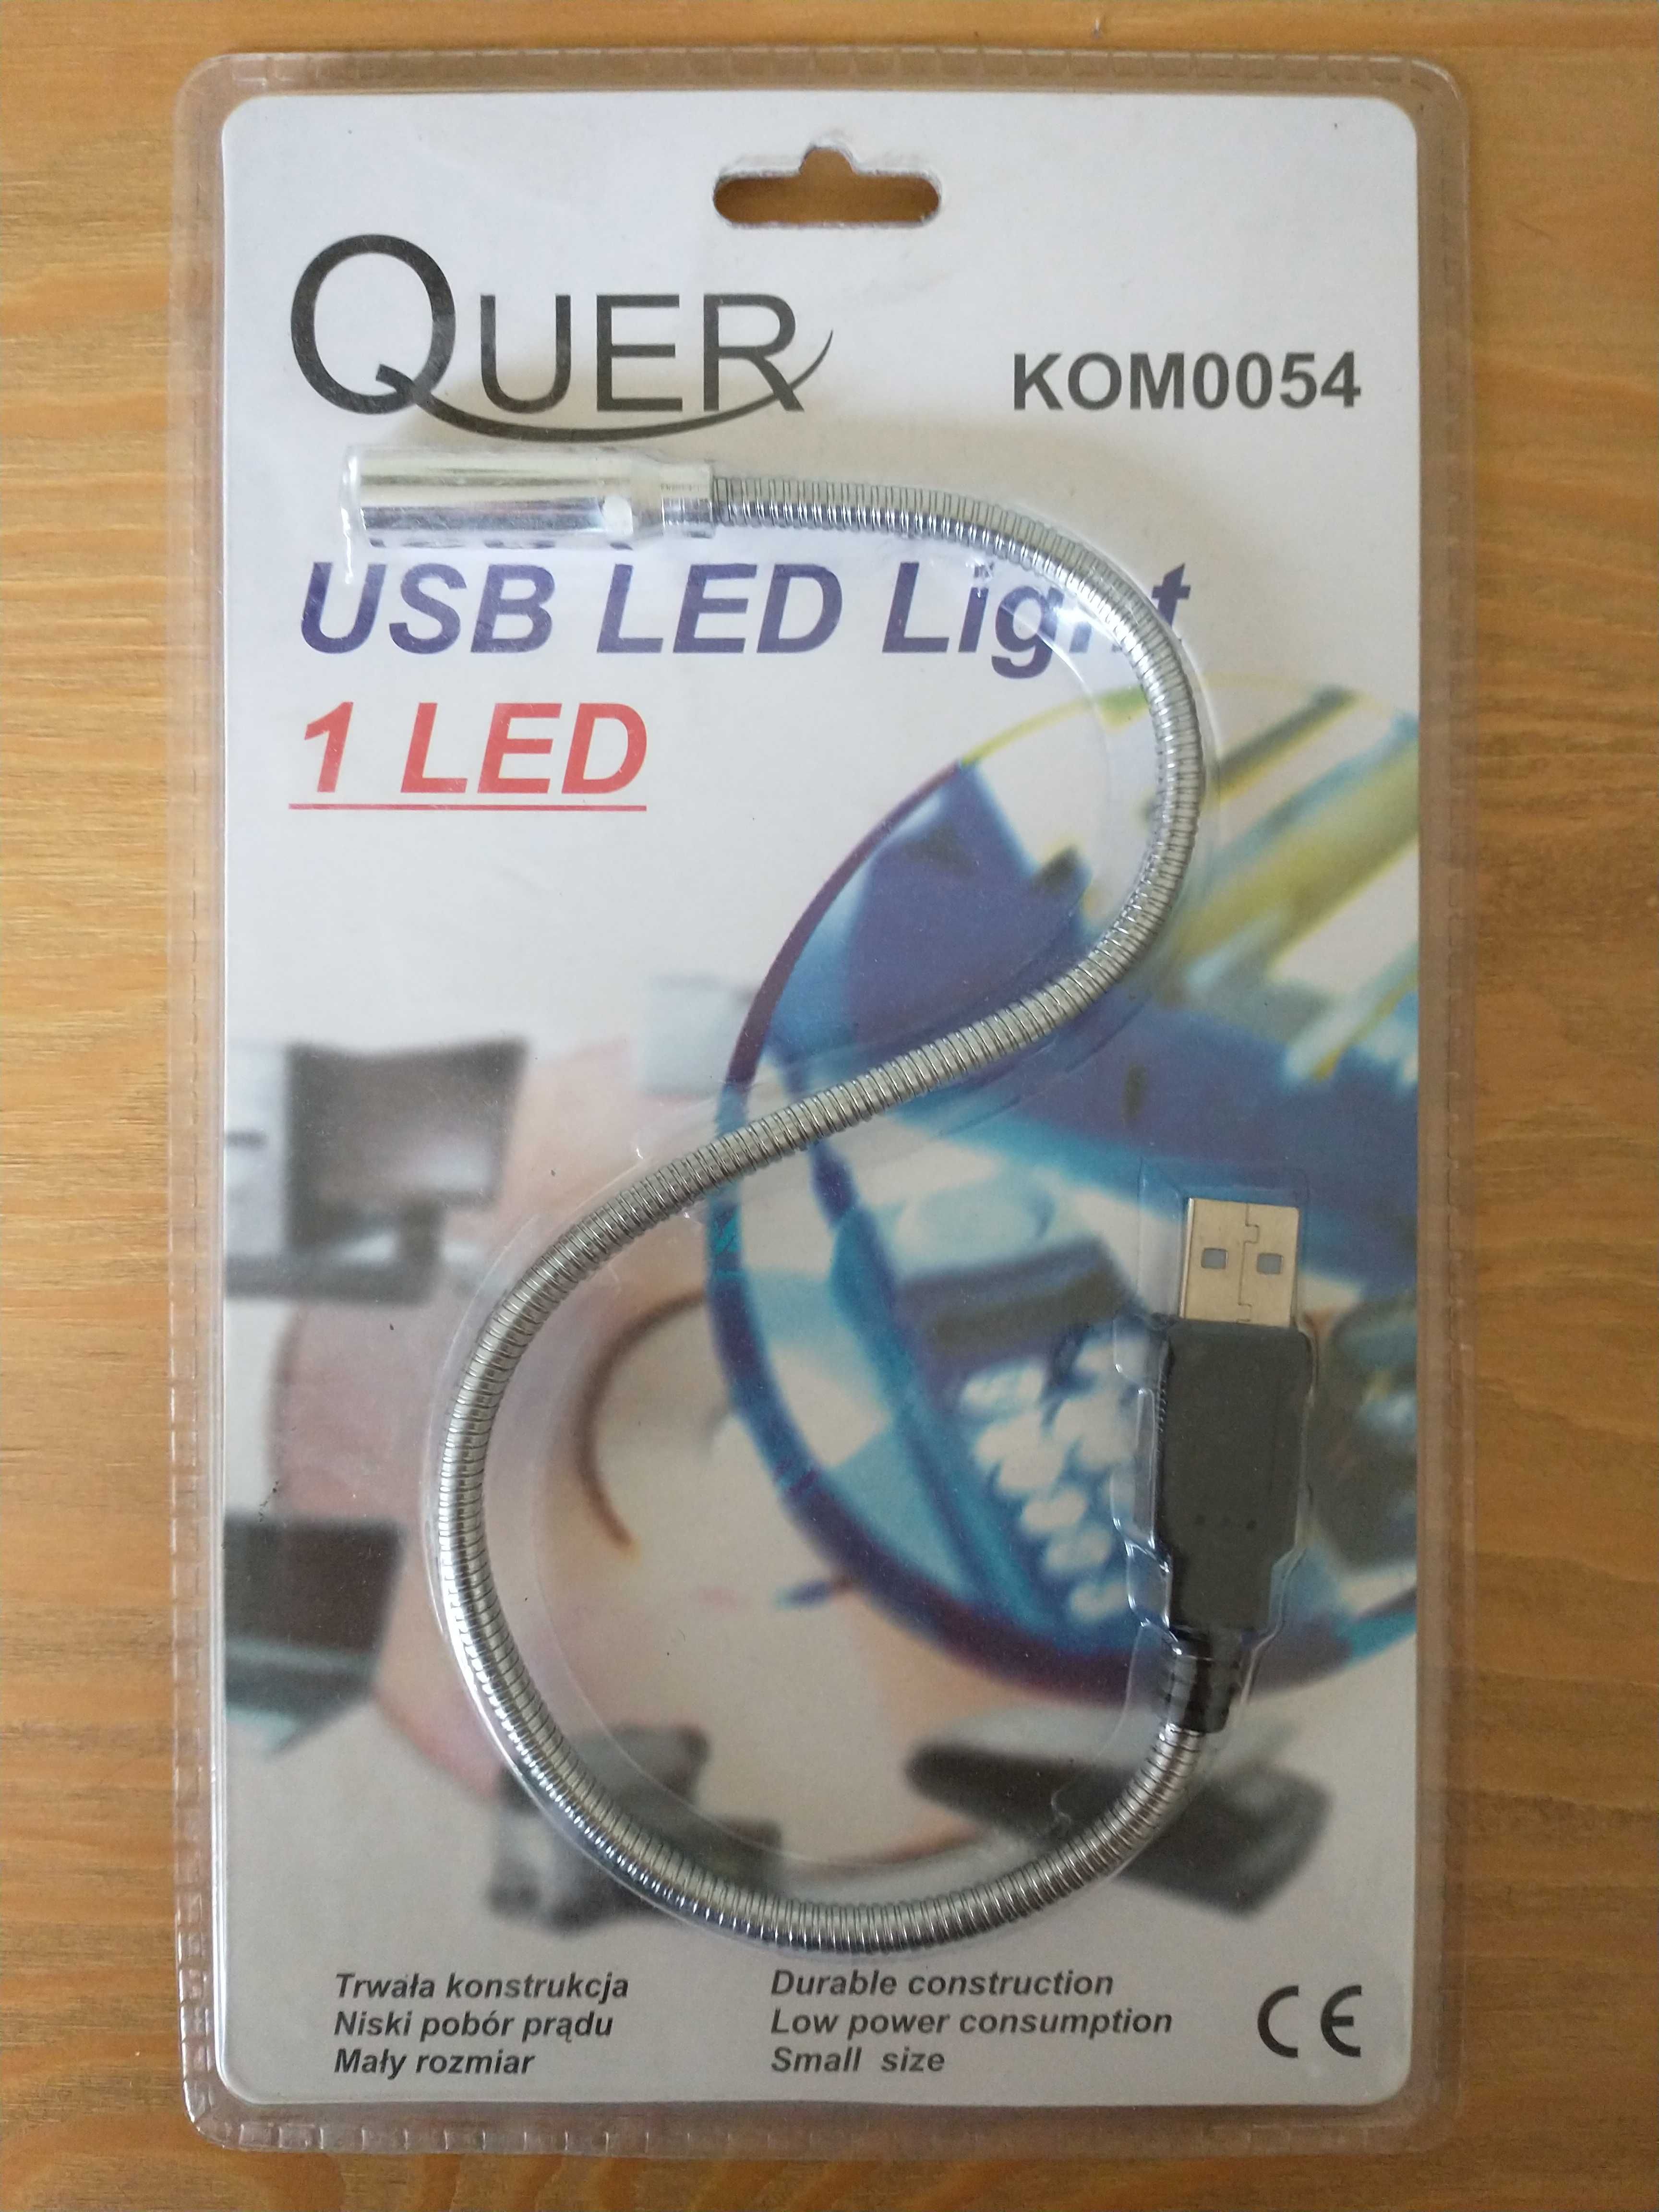 QUER
KOM0054
USB LED Light
1 LED
Trwała konstrukcja
Niski pobór prądu
Mały rozmiar
Durable construction
Low power consumption
Small size
CE